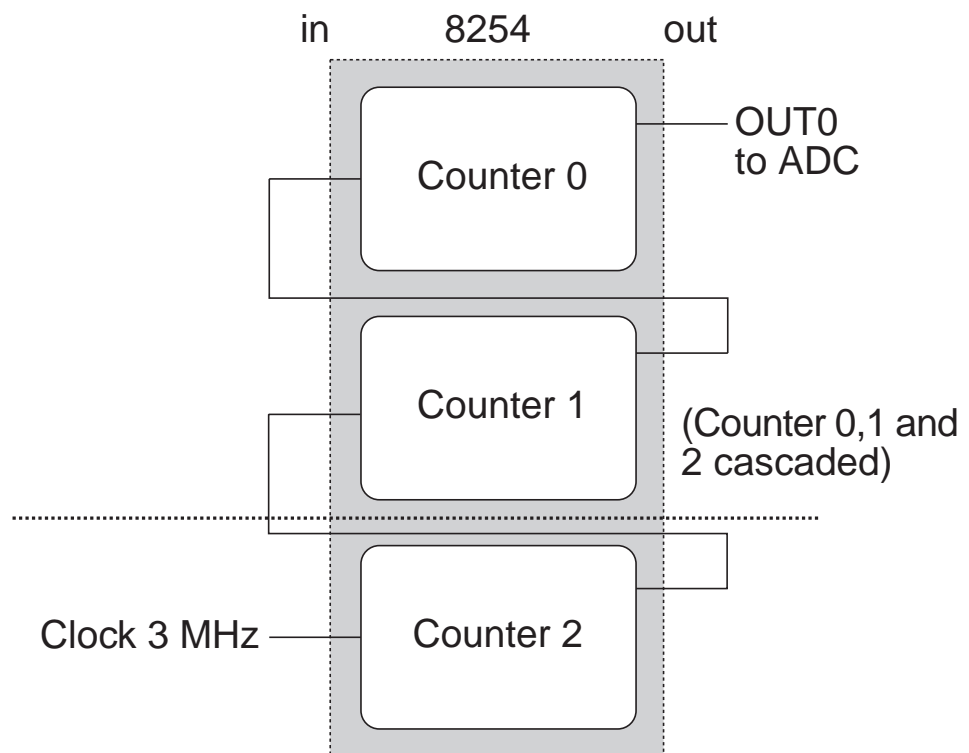 in 8254 out
OUT0
to ADC
Counter 0
Counter 1
(Counter 0,1 and
2 cascaded)
Clock 3 MHz
Counter 2